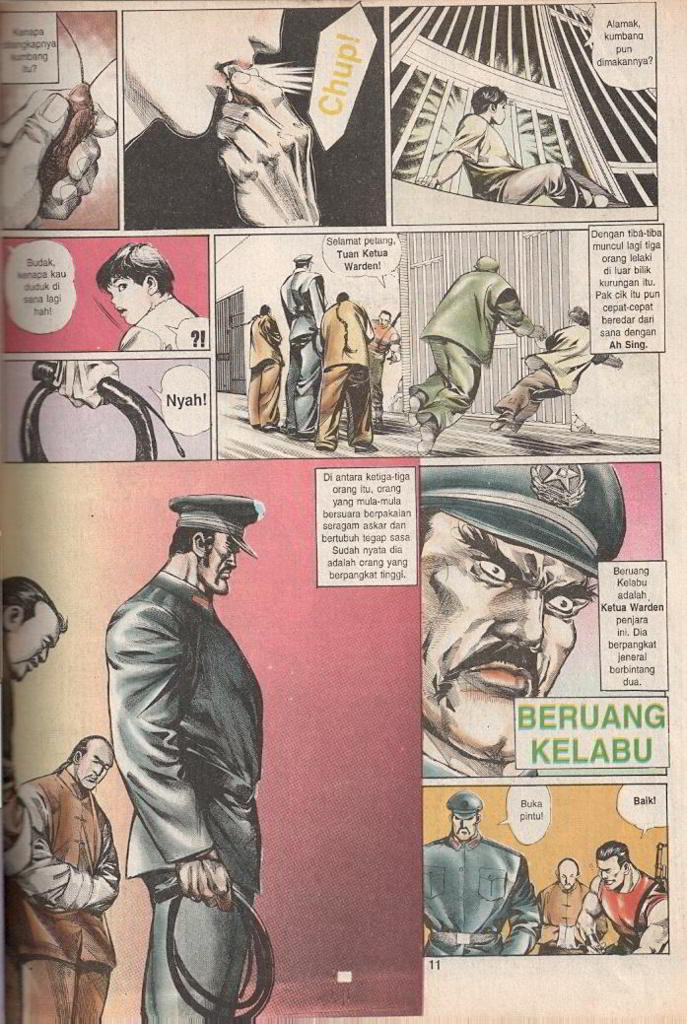 Kenapa
ditangkapnya
kumbang
itu?
Chup!
Alamak,
kumbang
pun
dimakannya?
Budak,
kenapa kau
duduk di
sana lagi
hah!
?!
Nyah!
Selamat petang,
Tuan Ketua
Warden!
Dengan tiba-tiba
muncul lagi tiga
orang lelaki
di luar bilik
kurungan itu.
Pak cik itu pun
cepat-cepat
beredar dari
sana dengan
Ah Sing.
Di antara ketiga-tiga
orang itu, orang
yang mula-mula
bersuara berpakaian
seragam askar dan
bertubuh tegap sasa
Sudah nyata dia
adalah orang yang
berpangkat tinggi.
Beruang
Kelabu
adalah
Ketua Warden
penjara
ini. Dia
berpangkat
jeneral
berbintang
dua.
BERUANG
KELABU
Buka
pintu!
Baik!
11